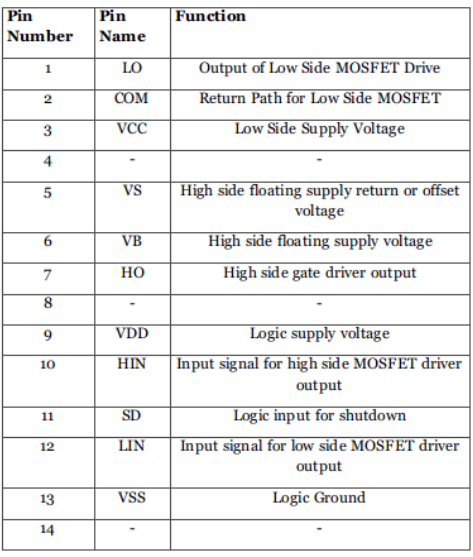 Pin Number Pin Name Function
1 LO Output of Low Side MOSFET Drive
2 COM Return Path for Low Side MOSFET
3 VCC Low Side Supply Voltage
4 - -
5 VS High side floating supply return or offset
voltage
6 VB High side floating supply voltage
7 HO High side gate driver output
8 - -
9 VDD Logic supply voltage
10 HIN Input signal for high side MOSFET driver
output
11 SD Logic input for shutdown
12 LIN Input signal for low side MOSFET driver
output
13 VSS Logic Ground
14 - -